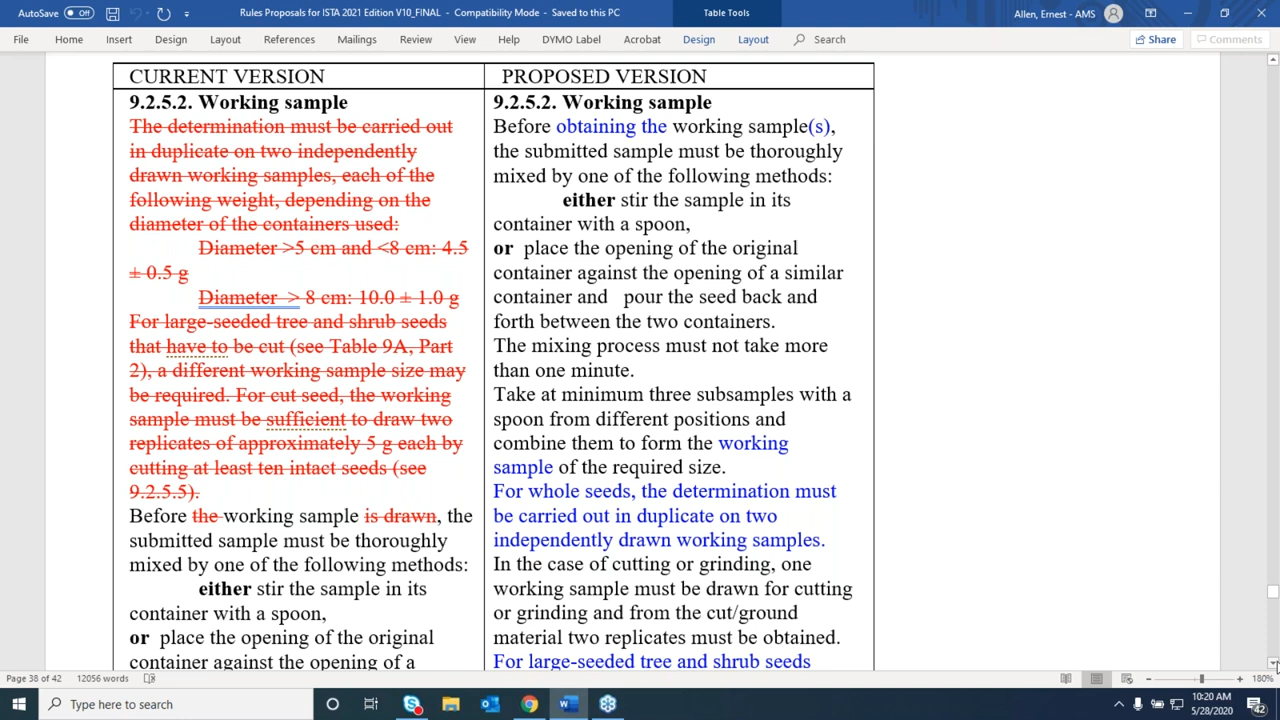 AutoSave Off
Rules Proposals for ISTA 2021 Edition V10_FINAL - Compatibility Mode - Saved to this PC
Table Tools
Allen, Ernest - AMS
File Home Insert Design Layout References Mailings Review View Help DYMO Label Acrobat Design Layout Search Share Comments
CURRENT VERSION
9.2.5.2. Working sample
The determination must be carried out
in duplicate on two independently
drawn working samples, each of the
following weight, depending on the
diameter of the containers used:
Diameter >5 cm and <8 cm: 4.5
± 0.5 g
Diameter > 8 cm: 10.0 ± 1.0 g
For large-seeded tree and shrub seeds
that have to be cut (see Table 9A, Part
2), a different working sample size may
be required. For cut seed, the working
sample must be sufficient to draw two
replicates of approximately 5 g each by
cutting at least ten intact seeds (see
9.2.5.5).
Before the working sample is drawn, the
submitted sample must be thoroughly
mixed by one of the following methods:
either stir the sample in its
container with a spoon,
or place the opening of the original
container against the opening of a
PROPOSED VERSION
9.2.5.2. Working sample
Before obtaining the working sample(s),
the submitted sample must be thoroughly
mixed by one of the following methods:
either stir the sample in its
container with a spoon,
or place the opening of the original
container against the opening of a similar
container and pour the seed back and
forth between the two containers.
The mixing process must not take more
than one minute.
Take at minimum three subsamples with a
spoon from different positions and
combine them to form the working
sample of the required size.
For whole seeds, the determination must
be carried out in duplicate on two
independently drawn working samples.
In the case of cutting or grinding, one
working sample must be drawn for cutting
or grinding and from the cut/ground
material two replicates must be obtained.
For large-seeded tree and shrub seeds
Page 38 of 42 12056 words 180%
Type here to search
10:20 AM
5/28/2020
42